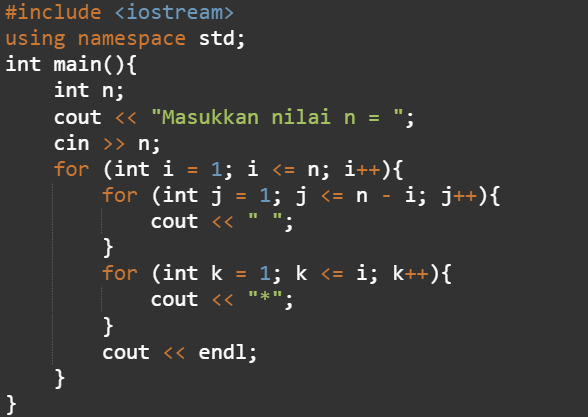 #include <iostream>
using namespace std;
int main(){
    int n;
    cout << "Masukkan nilai n = ";
    cin >> n;
    for (int i = 1; i <= n; i++){
        for (int j = 1; j <= n - i; j++){
            cout << " ";
        }
        for (int k = 1; k <= i; k++){
            cout << "*";
        }
        cout << endl;
    }
}